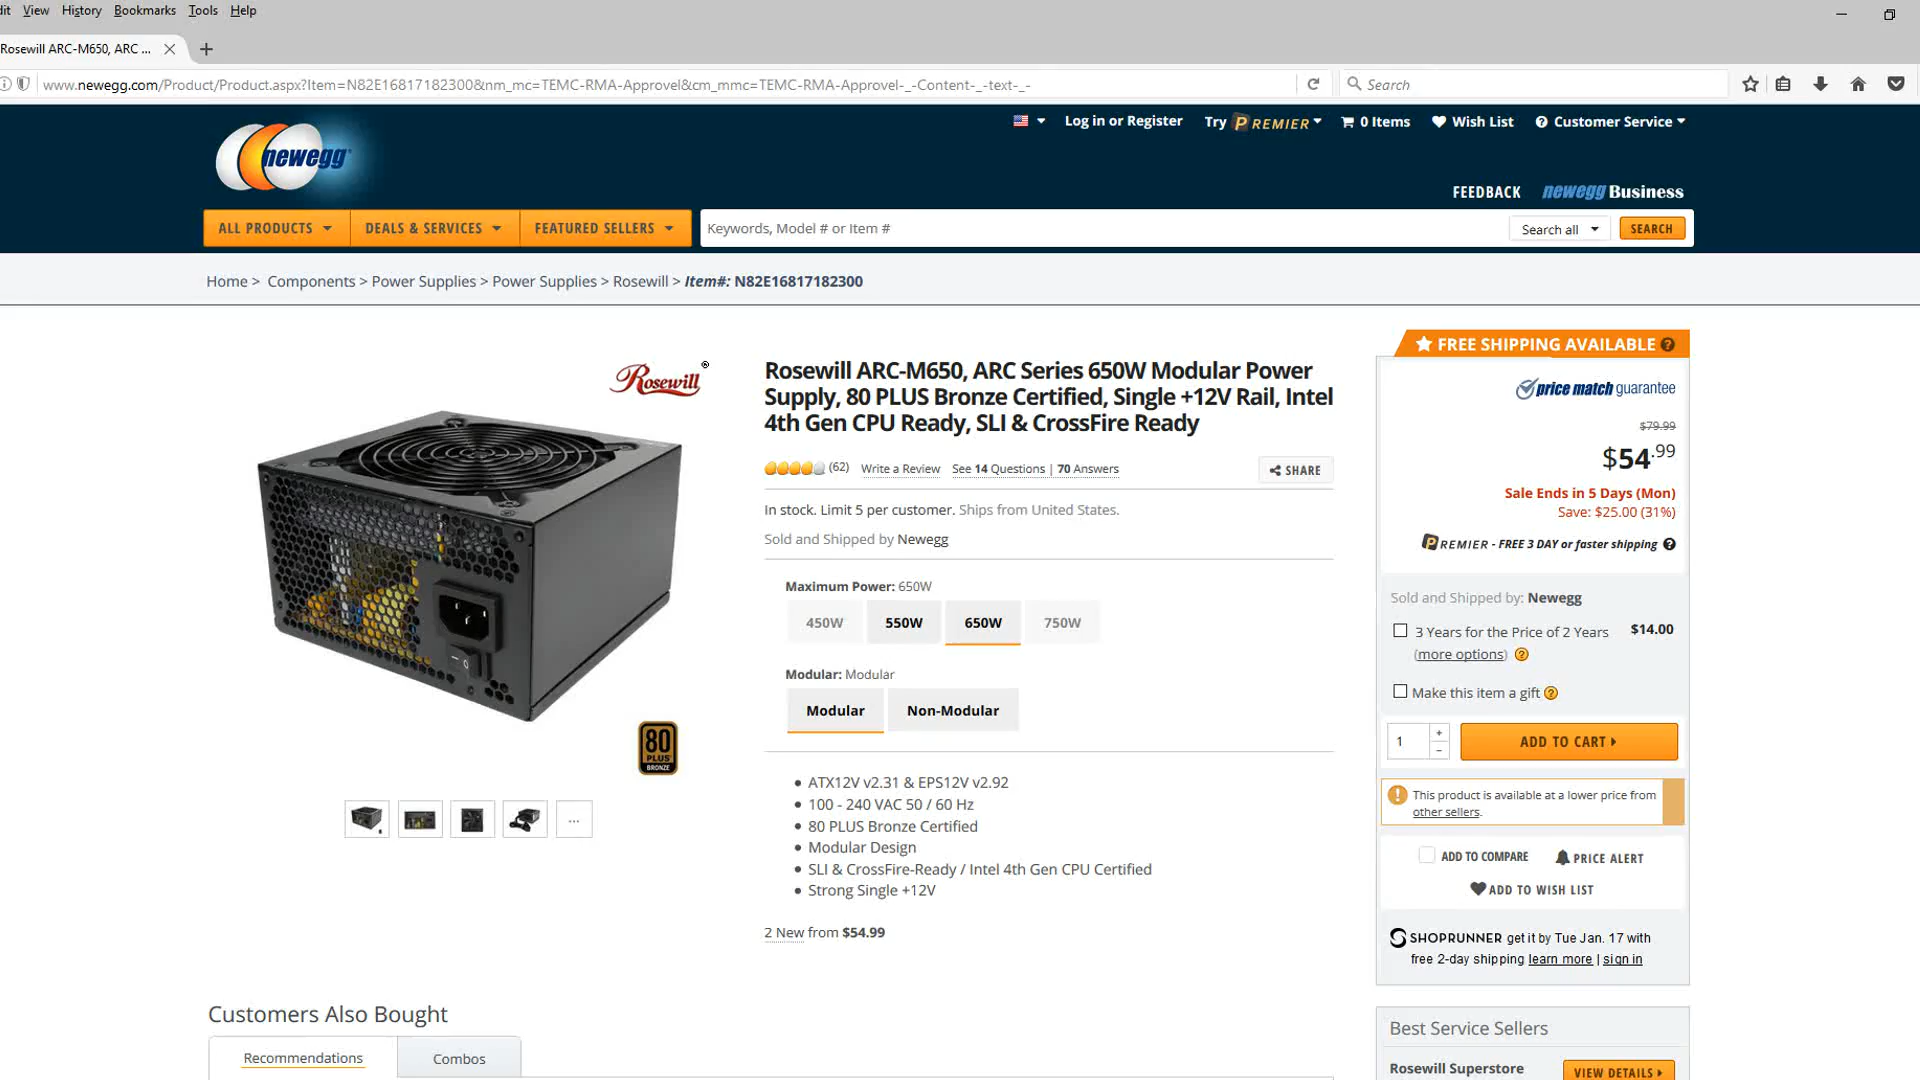 dit View History Bookmarks Tools Help
Rosewill ARC-M650, ARC ...
www.newegg.com/Product/Product.aspx?Item=N82E16817182300&nm_mc=TEMC-RMA-Approvel&cm_mmc=TEMC-RMA-Approvel-_-Content-_-text-_-
Search
Log in or Register Try PREMIER 0 Items Wish List Customer Service
newegg
FEEDBACK newegg Business
ALL PRODUCTS DEALS & SERVICES FEATURED SELLERS Keywords, Model # or Item # Search all SEARCH
Home > Components > Power Supplies > Power Supplies > Rosewill > Item#: N82E16817182300
Rosewill
80
PLUS
BRONZE
...
Rosewill ARC-M650, ARC Series 650W Modular Power
Supply, 80 PLUS Bronze Certified, Single +12V Rail, Intel
4th Gen CPU Ready, SLI & CrossFire Ready
(62) Write a Review See 14 Questions | 70 Answers SHARE
In stock. Limit 5 per customer. Ships from United States.
Sold and Shipped by Newegg
Maximum Power: 650W
450W 550W 650W 750W
Modular: Modular
Modular Non-Modular
• ATX12V v2.31 & EPS12V v2.92
• 100 - 240 VAC 50 / 60 Hz
• 80 PLUS Bronze Certified
• Modular Design
• SLI & CrossFire-Ready / Intel 4th Gen CPU Certified
• Strong Single +12V
2 New from $54.99
FREE SHIPPING AVAILABLE ?
price match guarantee
$79.99
$54.99
Sale Ends in 5 Days (Mon)
Save: $25.00 (31%)
PREMIER - FREE 3 DAY or faster shipping ?
Sold and Shipped by: Newegg
3 Years for the Price of 2 Years $14.00
(more options) ?
Make this item a gift ?
1 + - ADD TO CART
This product is available at a lower price from
other sellers.
ADD TO COMPARE PRICE ALERT
ADD TO WISH LIST
SHOPRUNNER get it by Tue Jan. 17 with
free 2-day shipping learn more | sign in
Customers Also Bought
Recommendations Combos
Best Service Sellers
Rosewill Superstore VIEW DETAILS